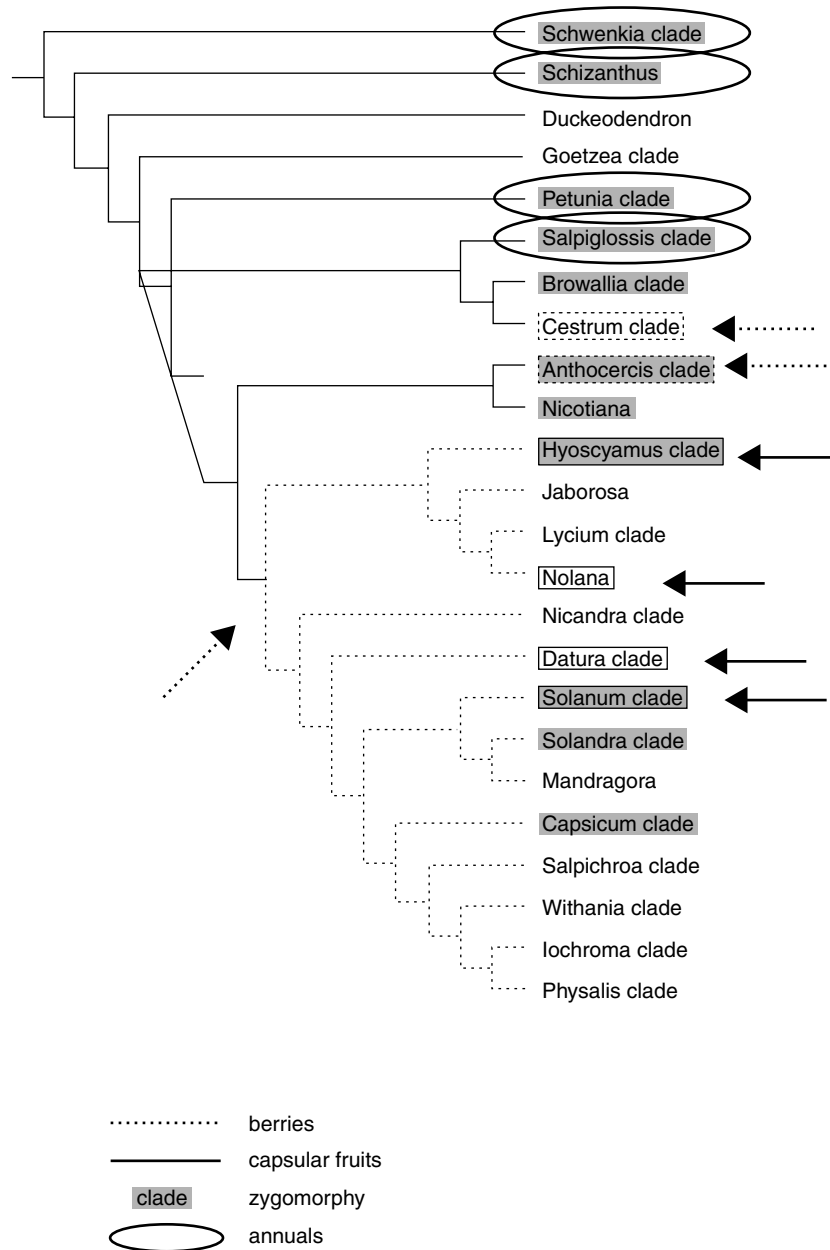 Schwenkia clade
Schizanthus
Duckeodendron
Goetzea clade
Petunia clade
Salpiglossis clade
Browallia clade
Cestrum clade
Anthocercis clade
Nicotiana
Hyoscyamus clade
Jaborosa
Lycium clade
Nolana
Nicandra clade
Datura clade
Solanum clade
Solandra clade
Mandragora
Capsicum clade
Salpichroa clade
Withania clade
Iochroma clade
Physalis clade
berries
capsular fruits
clade zygomorphy
annuals